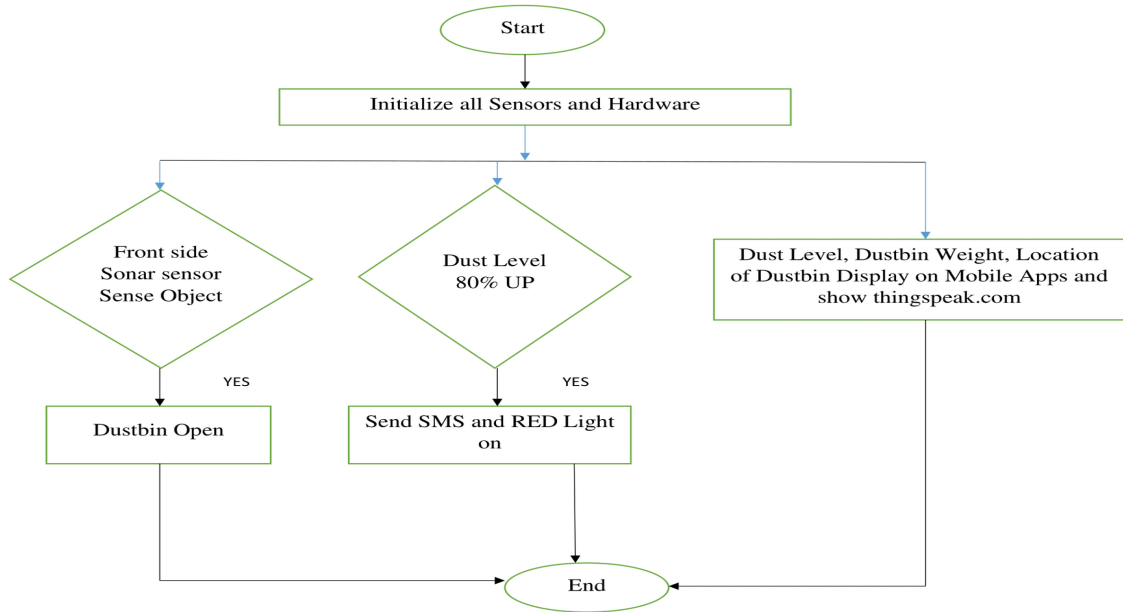 Start
Initialize all Sensors and Hardware
Front side
Sonar sensor
Sense Object
Dust Level
80% UP
Dust Level, Dustbin Weight, Location
of Dustbin Display on Mobile Apps and
show thingspeak.com
YES
YES
Dustbin Open
Send SMS and RED Light
on
End